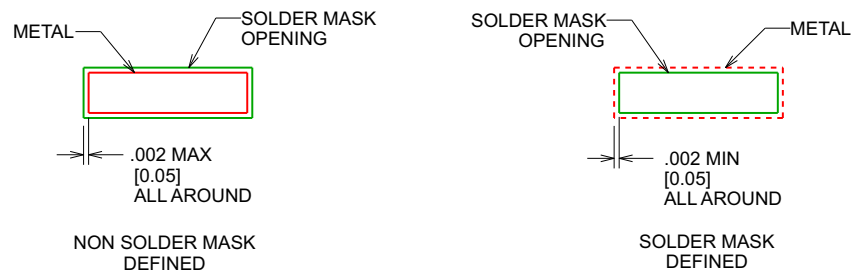 METAL
SOLDER MASK
OPENING
.002 MAX
[0.05]
ALL AROUND
NON SOLDER MASK
DEFINED
SOLDER MASK
OPENING
METAL
.002 MIN
[0.05]
ALL AROUND
SOLDER MASK
DEFINED